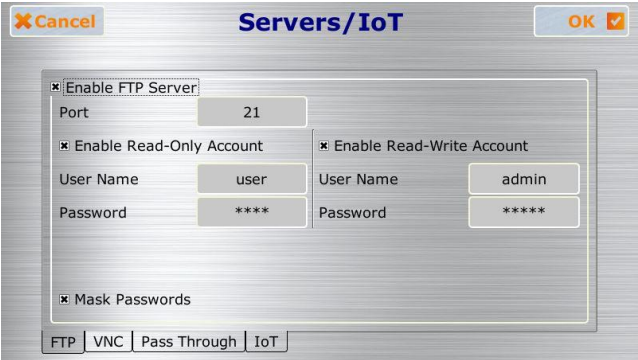 Cancel
Servers/IoT
OK
Enable FTP Server
Port 21
Enable Read-Only Account Enable Read-Write Account
User Name user User Name admin
Password **** Password *****
Mask Passwords
FTP VNC Pass Through IoT